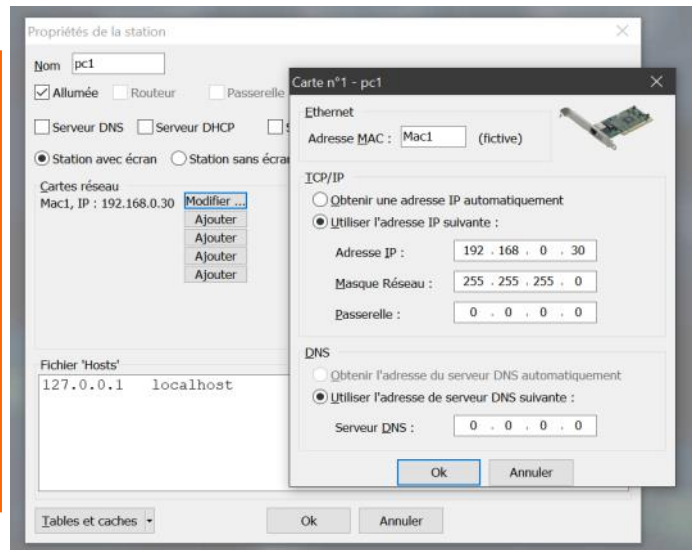 Propriétés de la station
Nom pc1
Allumée Routeur Passerelle
Serveur DNS Serveur DHCP
Station avec écran Station sans écran
Cartes réseau
Mac1, IP : 192.168.0.30 Modifier ...
Ajouter
Ajouter
Ajouter
Ajouter
Fichier 'Hosts'
127.0.0.1 localhost
Tables et caches
Ok Annuler
Carte n°1 - pc1
Ethernet
Adresse MAC : Mac1 (fictive)
TCP/IP
Obtenir une adresse IP automatiquement
Utiliser l'adresse IP suivante :
Adresse IP : 192 . 168 . 0 . 30
Masque Réseau : 255 . 255 . 255 . 0
Passerelle : 0 . 0 . 0 . 0
DNS
Obtenir l'adresse du serveur DNS automatiquement
Utiliser l'adresse de serveur DNS suivante :
Serveur DNS : 0 . 0 . 0 . 0
Ok Annuler